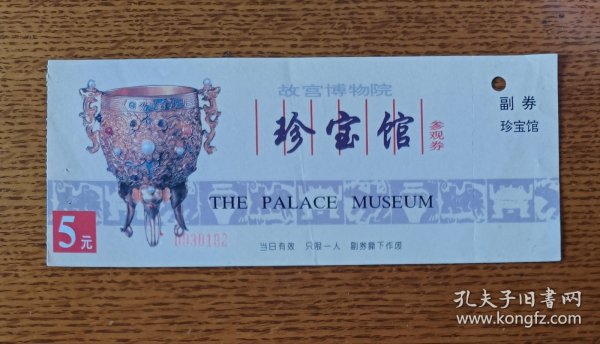 故宫博物院
珍宝馆
参观券
THE PALACE MUSEUM
5元
0030102
当日有效 只限一人 副券撕下作废
副券
珍宝馆
孔夫子旧书网
www.kongfz.com